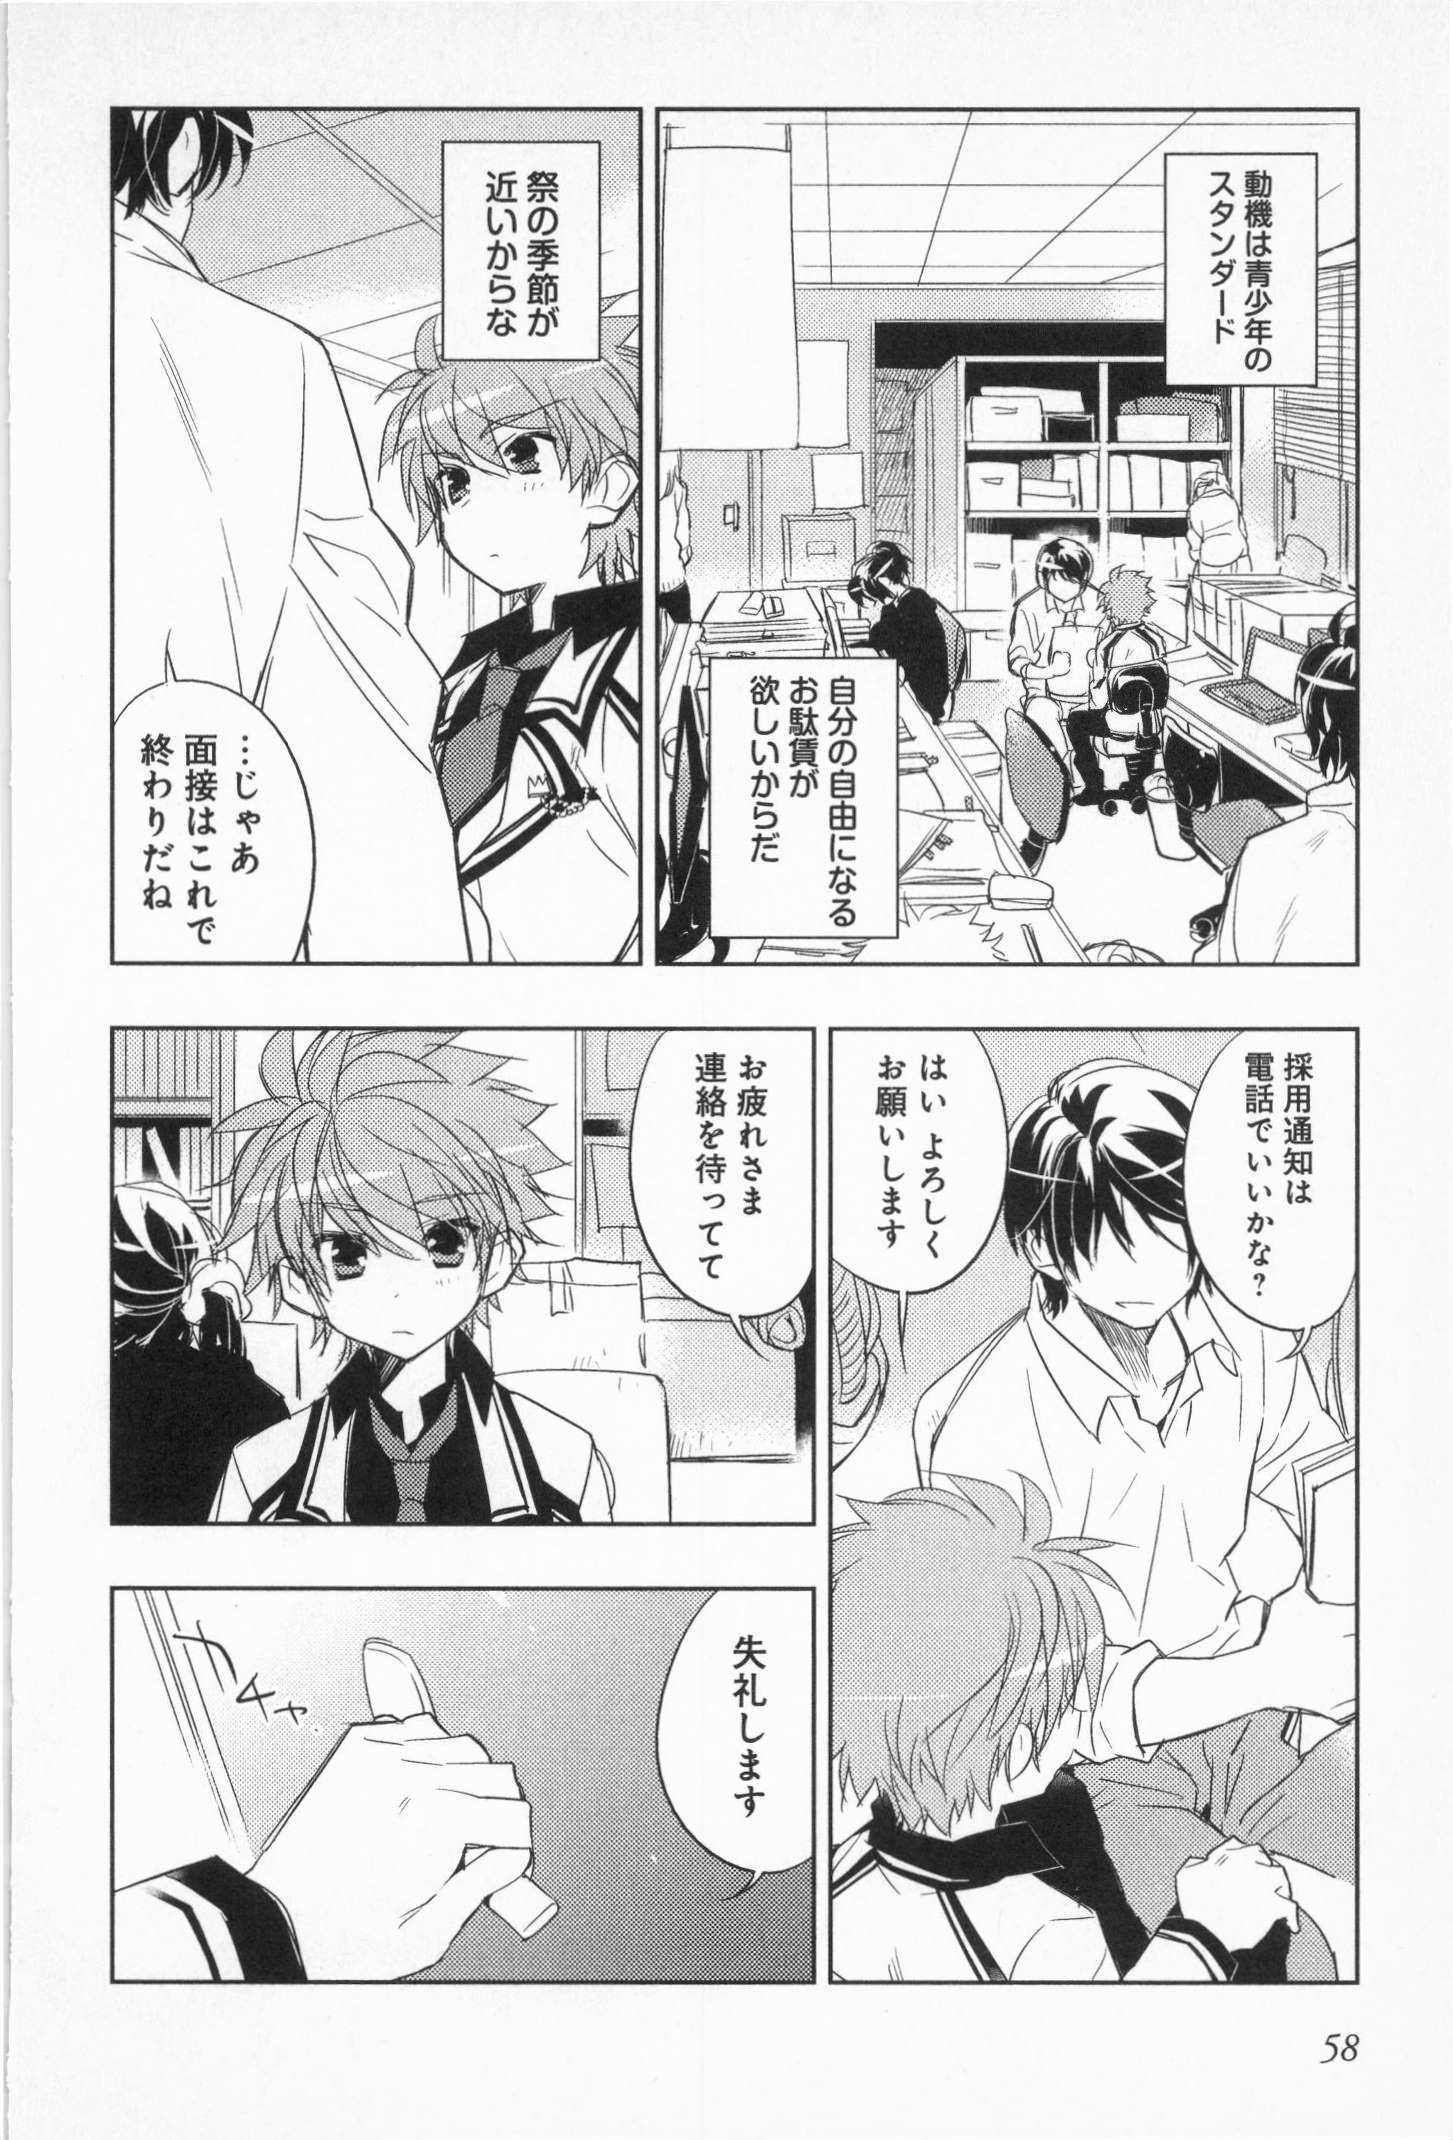 動機は青少年の
スタンダード
自分の自由になる
お駄賃が
欲しいからだ
祭の季節が
近いからな
…じゃあ
面接はこれで
終わりだね
採用通知は
電話でいいかな？
はい よろしく
お願いします
お疲れさま
連絡を待ってて
失礼します
ガチャ
58